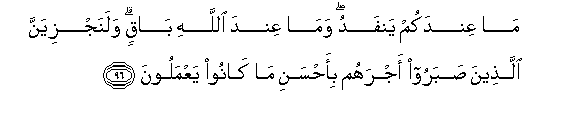 مَا عِندَكُمْ يَنفَدُ ۖ وَمَا عِندَ ٱللَّهِ بَاقٍ ۗ وَلَنَجْزِيَنَّ
ٱلَّذِينَ صَبَرُوٓا۟ أَجْرَهُم بِأَحْسَنِ مَا كَانُوا۟ يَعْمَلُونَ ٩٦